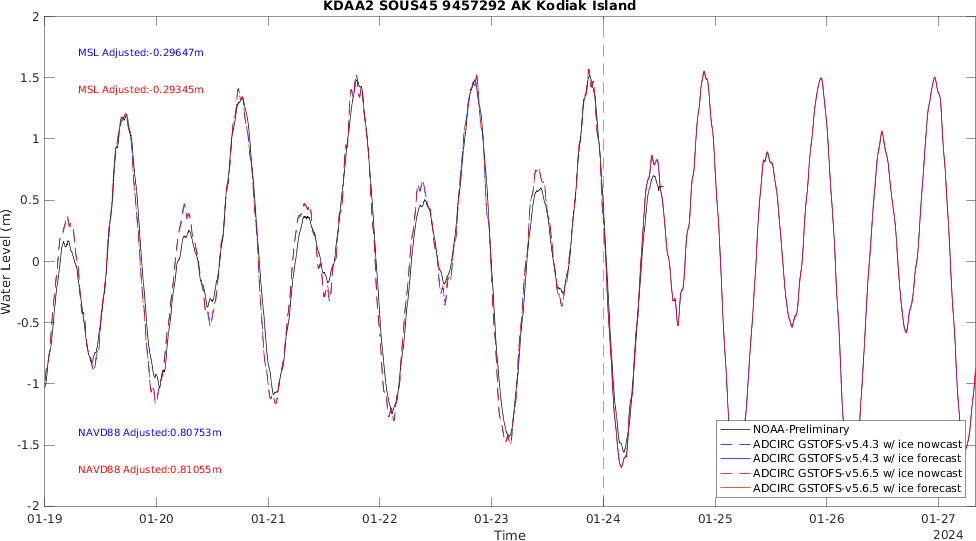 KDAA2 SOUS45 9457292 AK Kodiak Island
2
1.5
1
0.5
0
-0.5
-1
-1.5
-2
Water Level (m)
MSL Adjusted:-0.29647m
MSL Adjusted:-0.29345m
NAVD88 Adjusted:0.80753m
NAVD88 Adjusted:0.81055m
NOAA-Preliminary
ADCIRC GSTOFS-v5.4.3 w/ ice nowcast
ADCIRC GSTOFS-v5.4.3 w/ ice forecast
ADCIRC GSTOFS-v5.6.5 w/ ice nowcast
ADCIRC GSTOFS-v5.6.5 w/ ice forecast
01-19 01-20 01-21 01-22 01-23 01-24 01-25 01-26 01-27
Time
2024